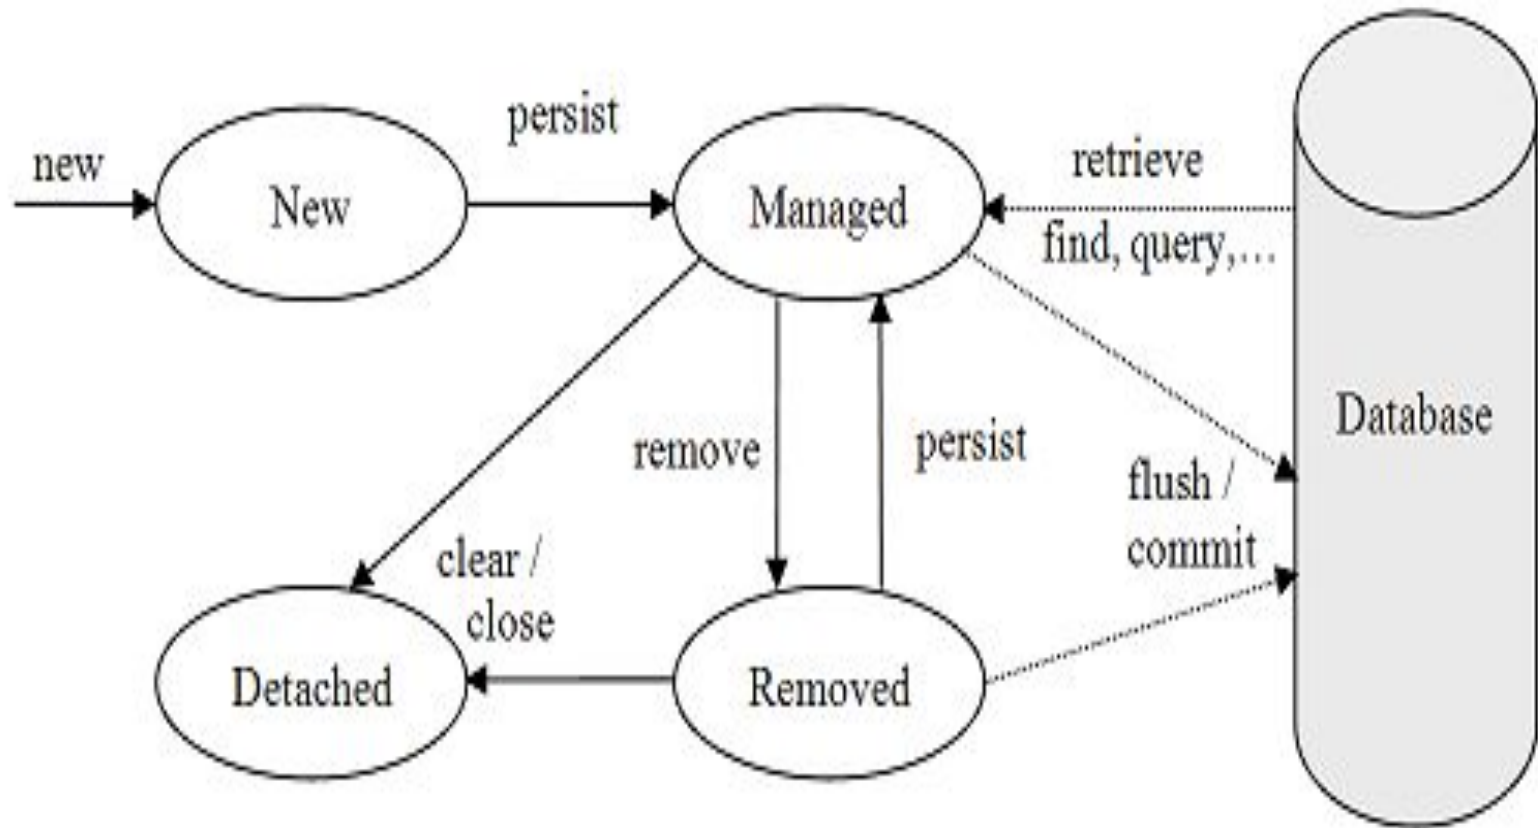 new
New
persist
Managed
retrieve
find, query,...
Database
remove
persist
flush /
commit
clear /
close
Detached
Removed